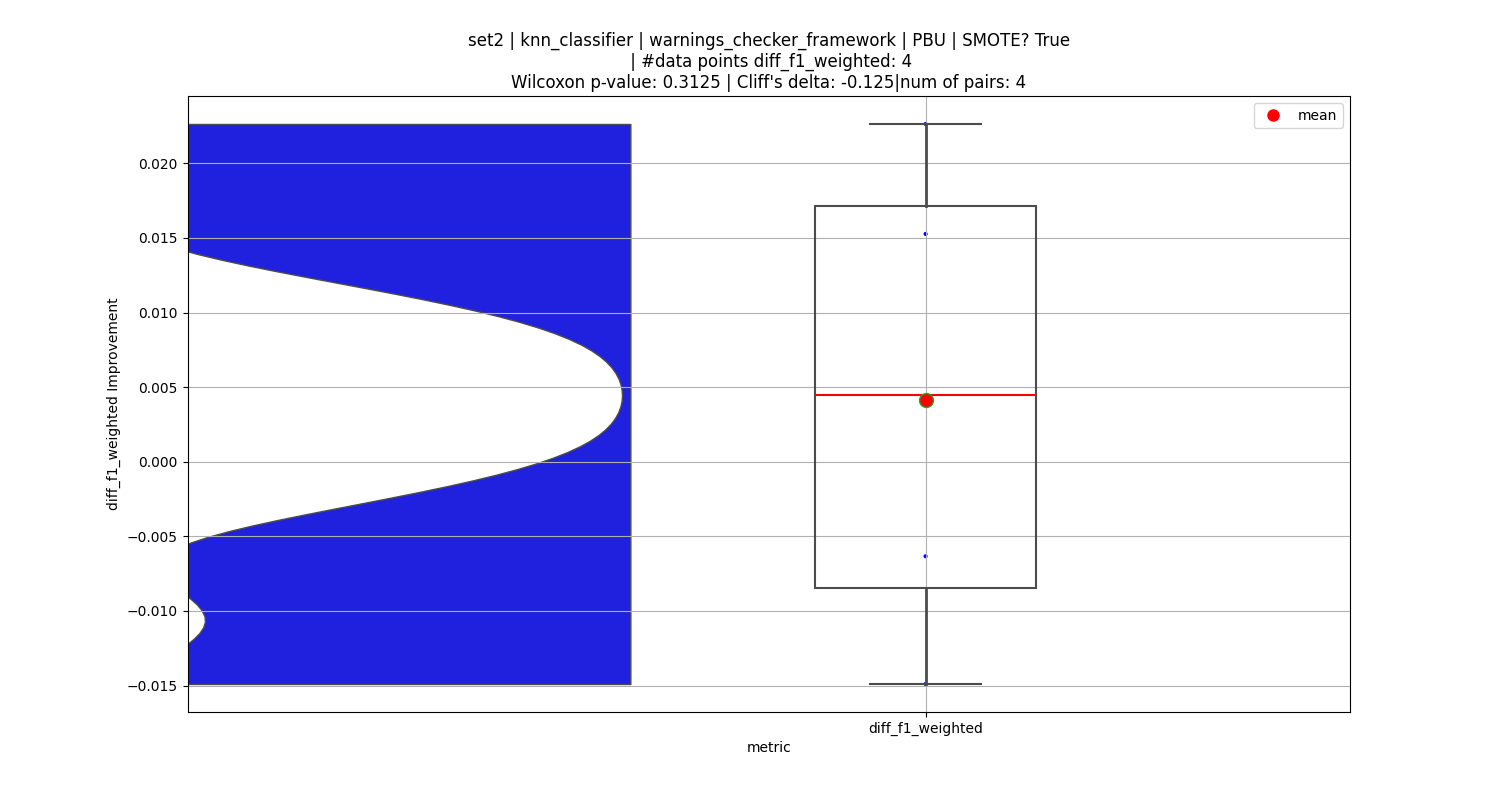 set2 | knn_classifier | warnings_checker_framework | PBU | SMOTE? True
| #data points diff_f1_weighted: 4
Wilcoxon p-value: 0.3125 | Cliff's delta: -0.125|num of pairs: 4
mean
0.020
0.015
0.010
0.005
0.000
−0.005
−0.010
−0.015
diff_f1_weighted Improvement
diff_f1_weighted
metric